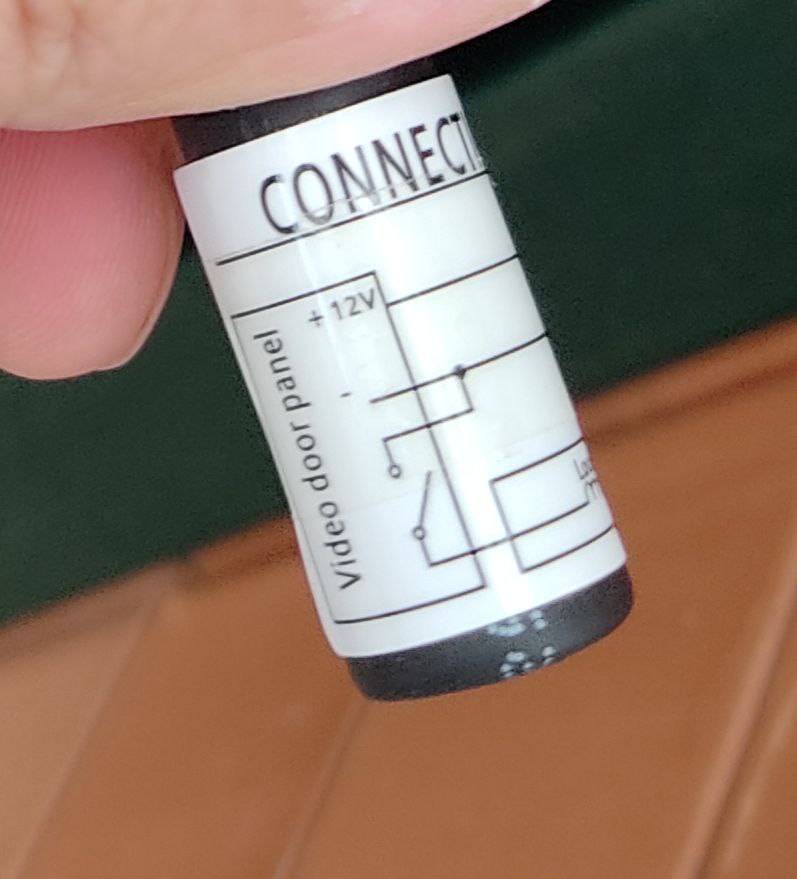 CONNECT
+ 12V
-
Video door panel